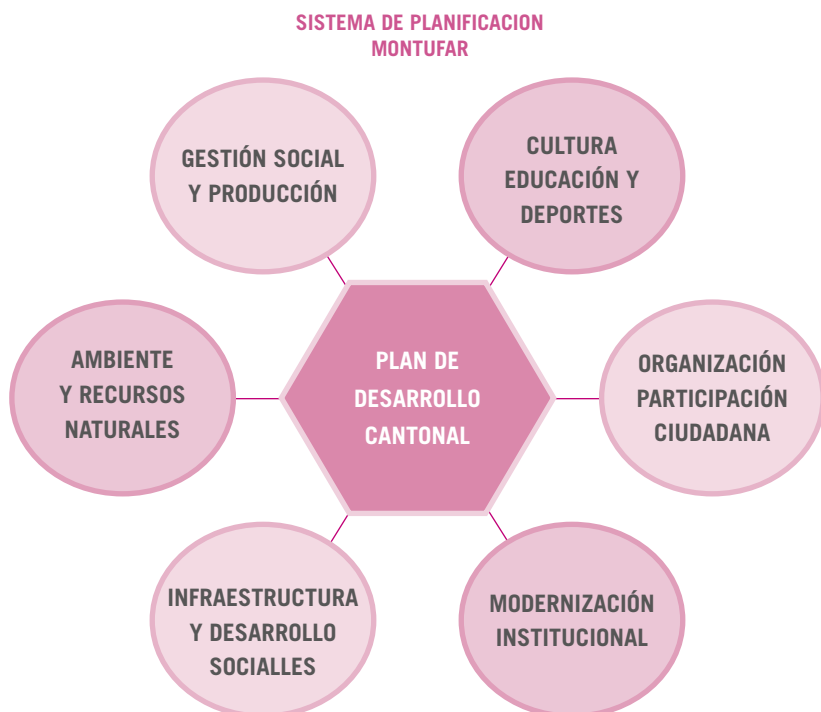 SISTEMA DE PLANIFICACION
MONTUFAR
GESTIÓN SOCIAL
Y PRODUCCIÓN
CULTURA
EDUCACIÓN Y
DEPORTES
AMBIENTE
Y RECURSOS
NATURALES
PLAN DE
DESARROLLO
CANTONAL
ORGANIZACIÓN
PARTICIPACIÓN
CIUDADANA
INFRAESTRUCTURA
Y DESARROLLO
SOCIALLES
MODERNIZACIÓN
INSTITUCIONAL